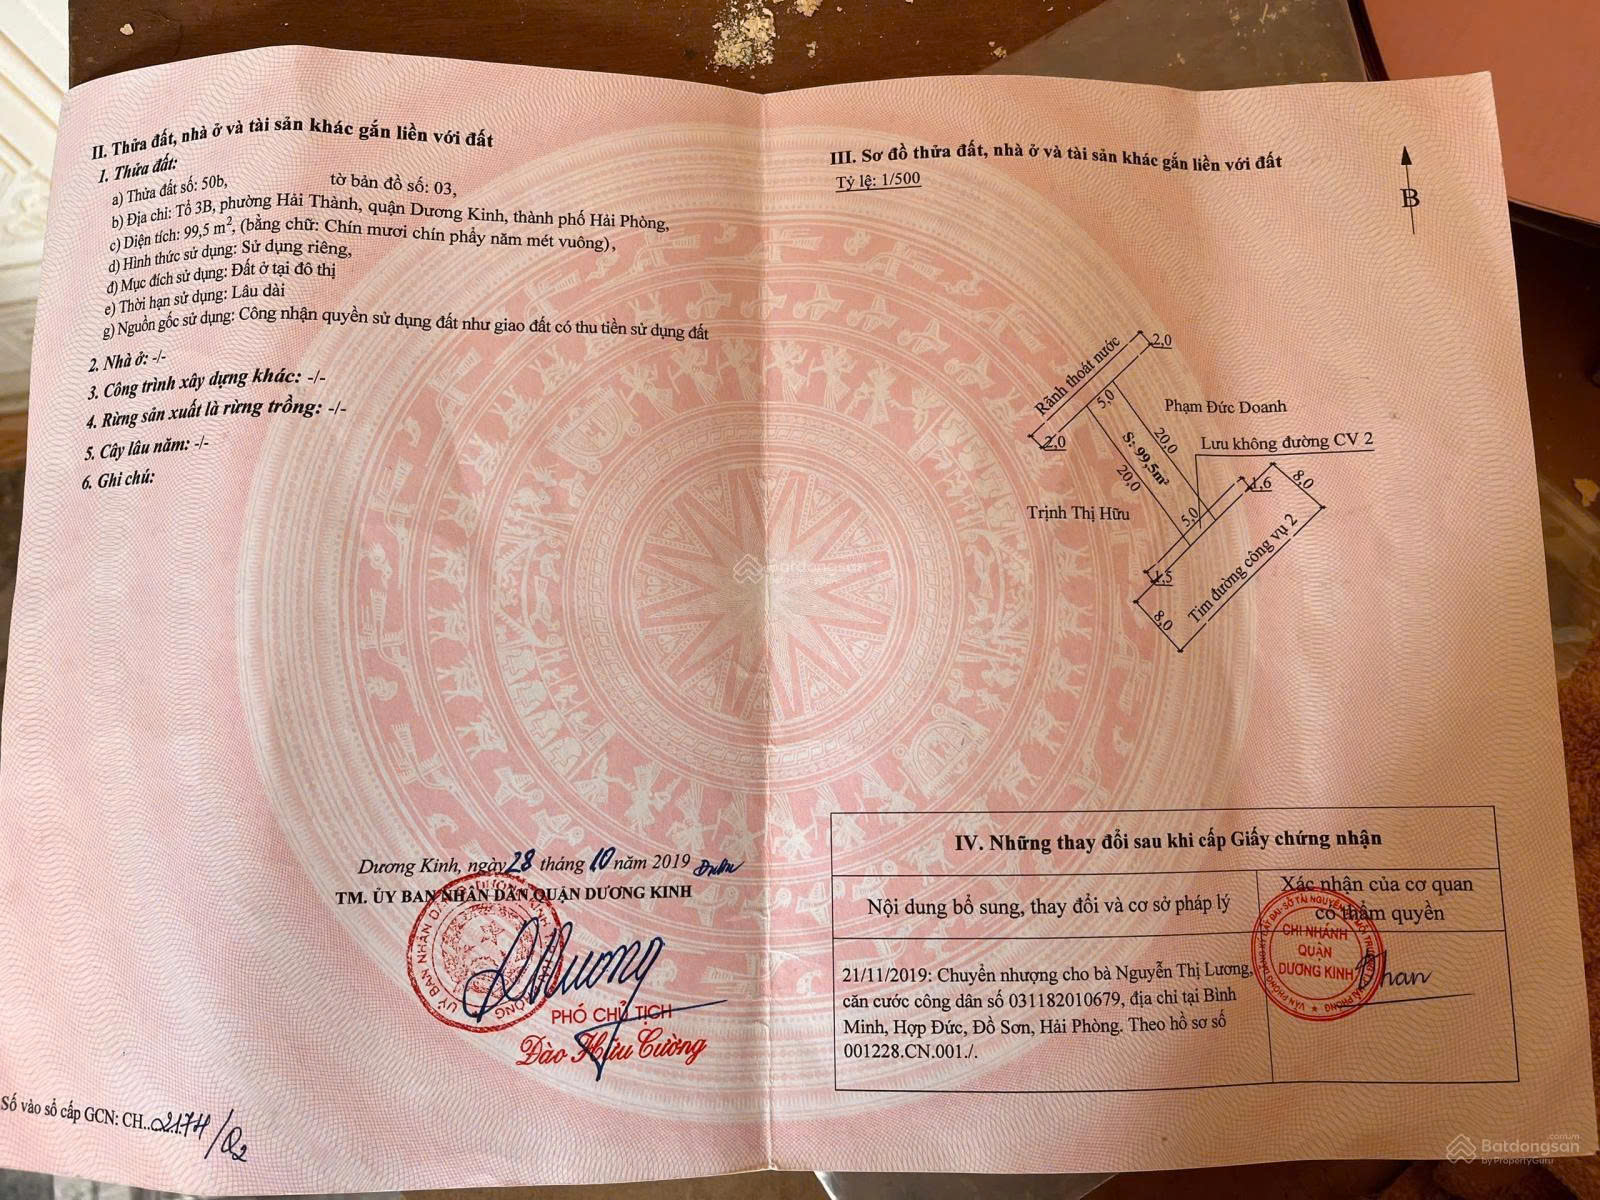 II. Thửa đất, nhà ở và tài sản khác gắn liền với đất
1. Thửa đất:
a) Thửa đất số: 50b, tờ bản đồ số: 03,
b) Địa chỉ: Tổ 3B, phường Hải Thành, quận Dương Kinh, thành phố Hải Phòng,
c) Diện tích: 99,5 m², (bằng chữ: Chín mươi chín phẩy năm mét vuông),
d) Hình thức sử dụng: Sử dụng riêng,
đ) Mục đích sử dụng: Đất ở tại đô thị
e) Thời hạn sử dụng: Lâu dài
g) Nguồn gốc sử dụng: Công nhận quyền sử dụng đất như giao đất có thu tiền sử dụng đất
2. Nhà ở: -/-
3. Công trình xây dựng khác: -/-
4. Rừng sản xuất là rừng trồng: -/-
5. Cây lâu năm: -/-
6. Ghi chú:
Dương Kinh, ngày 28 tháng 10 năm 2019
TM. ỦY BAN NHÂN DÂN QUẬN DƯƠNG KINH
PHÓ CHỦ TỊCH
Đào Hữu Cường
Số vào sổ cấp GCN: CH..2174/Q2
III. Sơ đồ thửa đất, nhà ở và tài sản khác gắn liền với đất
Tỷ lệ: 1/500
B
Rãnh thoát nước
2,0
2,0
5,0
Phạm Đức Doanh
20,0
S: 99,5m²
20,0
Lưu không đường CV 2
Trịnh Thị Hữu
5,0
1,6
8,0
1,5
8,0
Tim đường công vụ 2
IV. Những thay đổi sau khi cấp Giấy chứng nhận
Nội dung bổ sung, thay đổi và cơ sở pháp lý
Xác nhận của cơ quan
có thẩm quyền
21/11/2019: Chuyển nhượng cho bà Nguyễn Thị Lương,
căn cước công dân số 031182010679, địa chỉ tại Bình
Minh, Hợp Đức, Đồ Sơn, Hải Phòng. Theo hồ sơ số
001228.CN.001./.
CHI NHÁNH
QUẬN
DƯƠNG KINH
Batdongsan
Batdongsan
.com.vn
by PropertyGuru